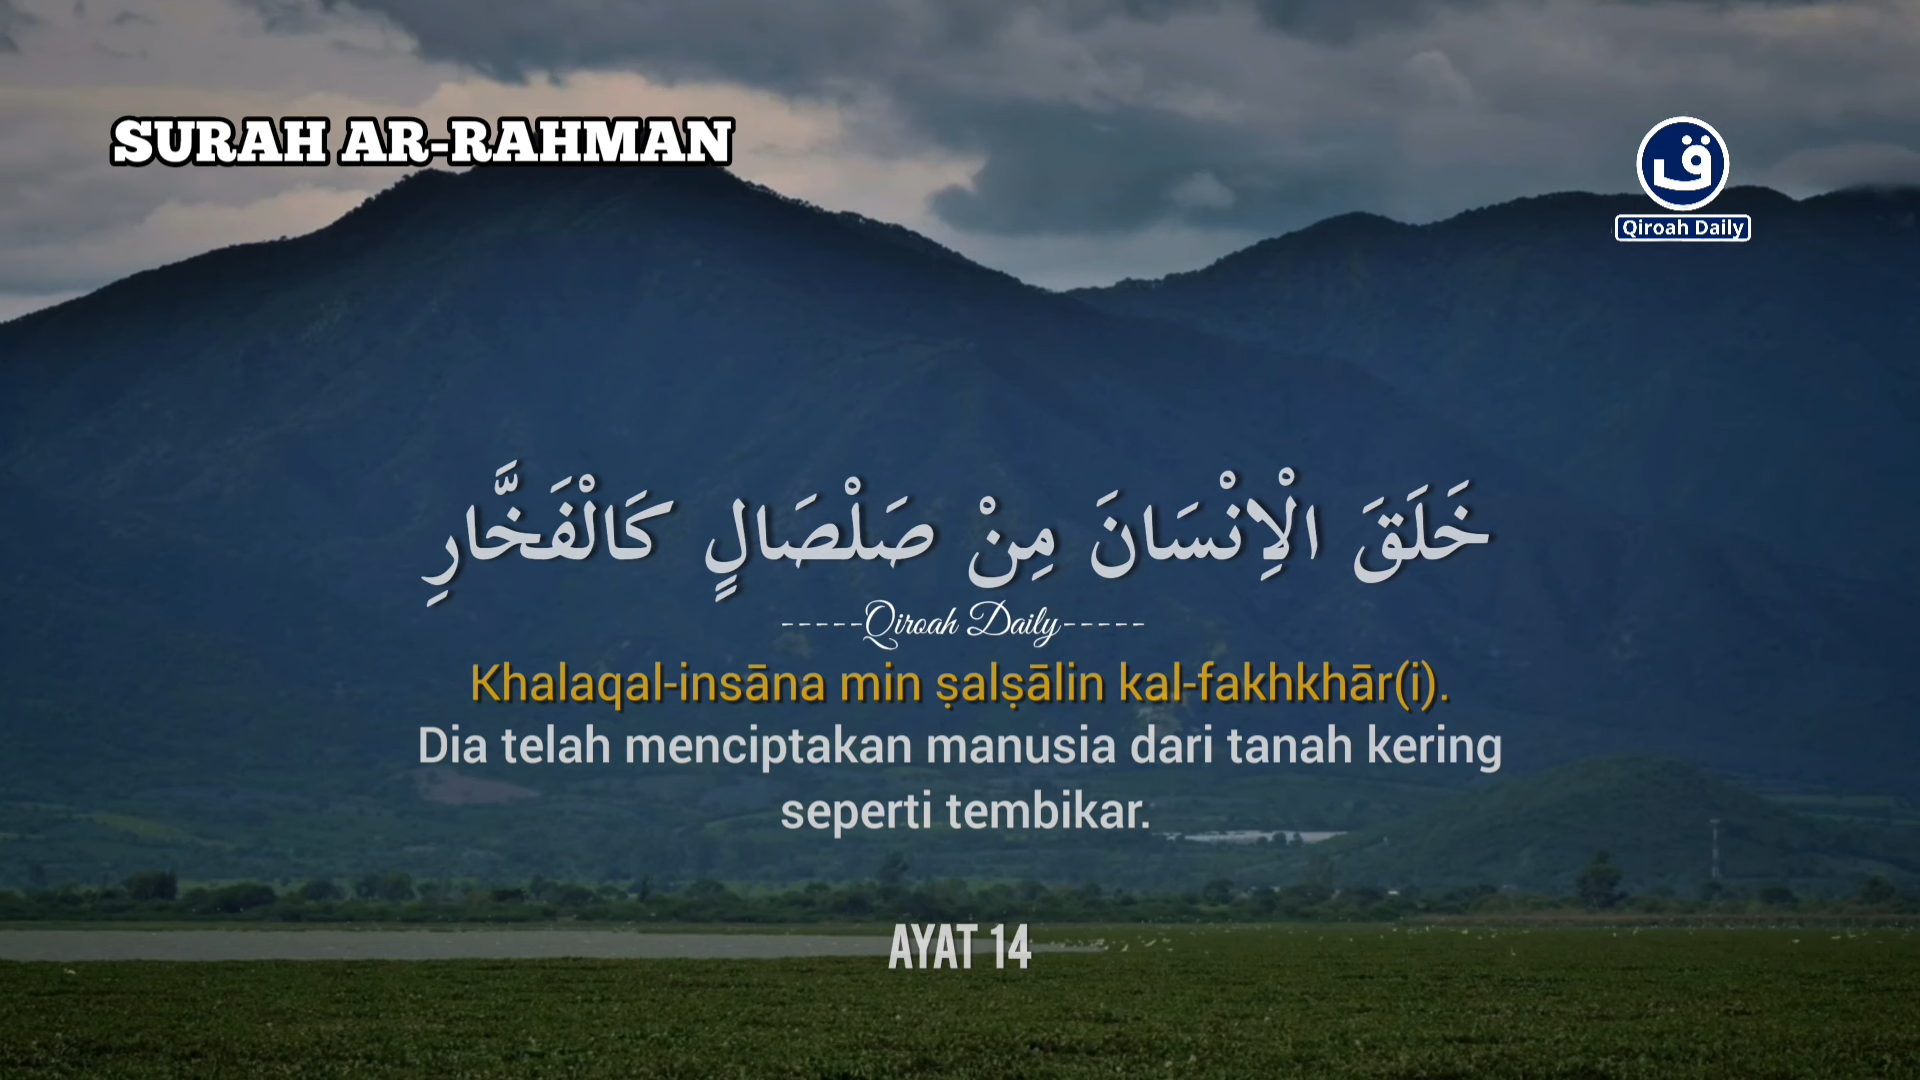 SURAH AR-RAHMAN
ق
Qiroah Daily
خَلَقَ الْاِنْسَانَ مِنْ صَلْصَالٍ كَالْفَخَّارِ
-----Qiroah Daily-----
Khalaqal-insāna min ṣalṣālin kal-fakhkhār(i).
Dia telah menciptakan manusia dari tanah kering
seperti tembikar.
AYAT 14